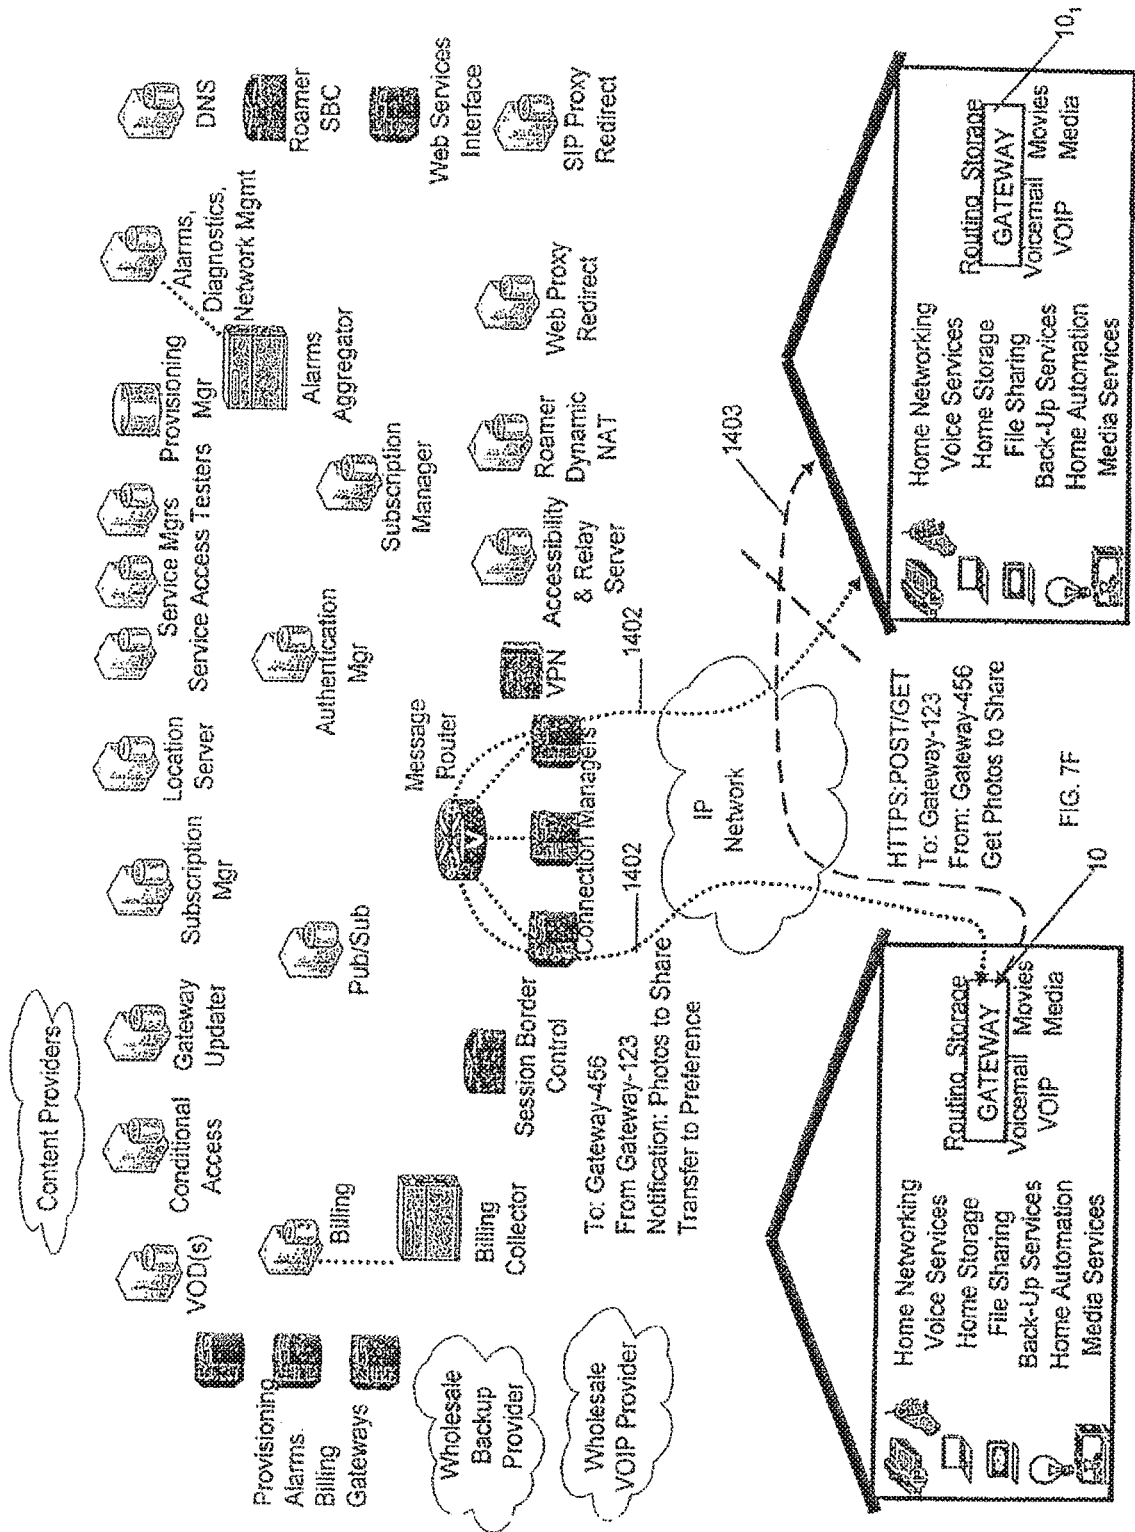 Content Providers
VOD(s)
Conditional
Access
Gateway
Updater
Subscription
Mgr
Location
Server
Service Mgrs
Service Access Testers
Provisioning
Mgr
Alarms,
Diagnostics,
Network Mgmt
DNS
Roamer
SBC
Provisioning
Alarms
Billing
Gateways
Billing
Pub/Sub
Authentication
Mgr
Subscription
Manager
Alarms
Aggregator
Web Services
Interface
Wholesale
Backup
Provider
Billing
Collector
Session Border
Control
Message
Router
V
Connection Managers
VPN
Accessibility
& Relay
Server
Roamer
Dynamic
NAT
Web Proxy
Redirect
SIP Proxy
Redirect
Wholesale
VOIP Provider
To: Gateway-456
From Gateway-123
Notification: Photos to Share
Transfer to Preference
1402
1402
1403
IP
Network
Home Networking
Voice Services
Home Storage
File Sharing
Back-Up Services
Home Automation
Media Services
Routing Storage
GATEWAY
Voicemail Movies
VOIP Media
10
HTTPS:POST/GET
To: Gateway-123
From: Gateway-456
Get Photos to Share
FIG. 7F
Home Networking
Voice Services
Home Storage
File Sharing
Back-Up Services
Home Automation
Media Services
Routing Storage
GATEWAY
Voicemail Movies
VOIP Media
10₁